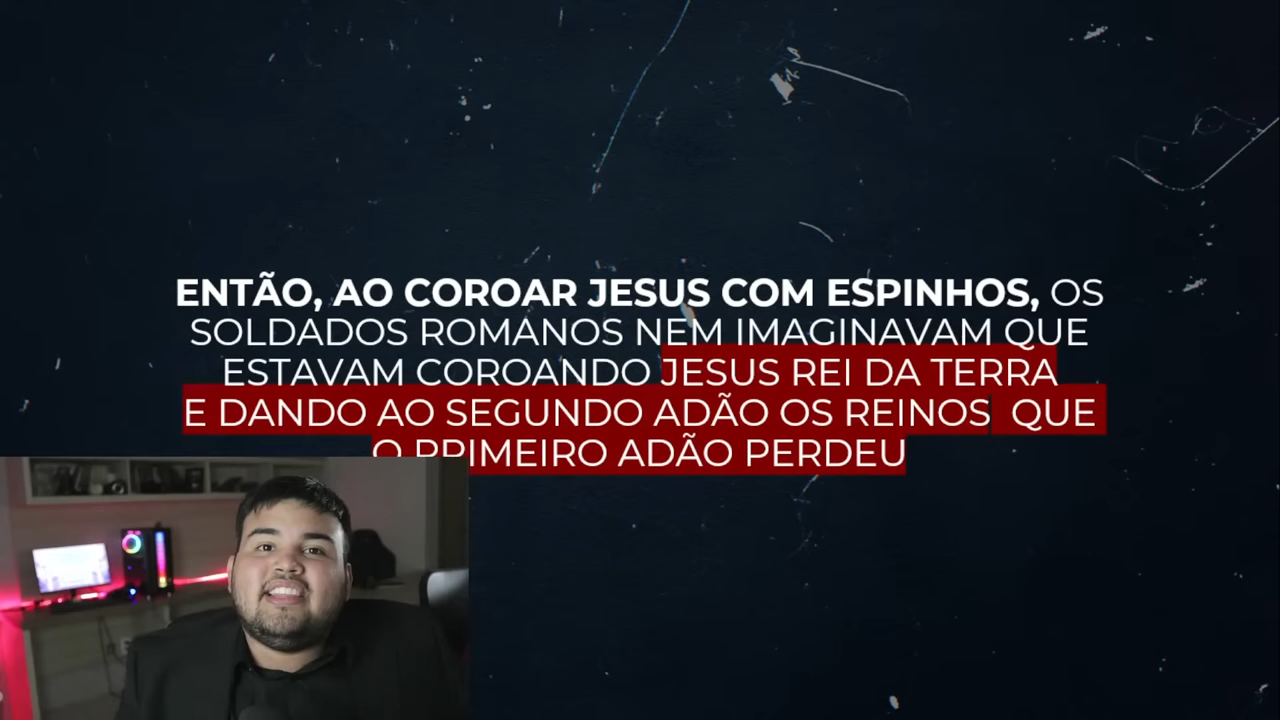 ENTÃO, AO COROAR JESUS COM ESPINHOS, OS
SOLDADOS ROMANOS NEM IMAGINAVAM QUE
ESTAVAM COROANDO JESUS REI DA TERRA
E DANDO AO SEGUNDO ADÃO OS REINOS QUE
O PRIMEIRO ADÃO PERDEU